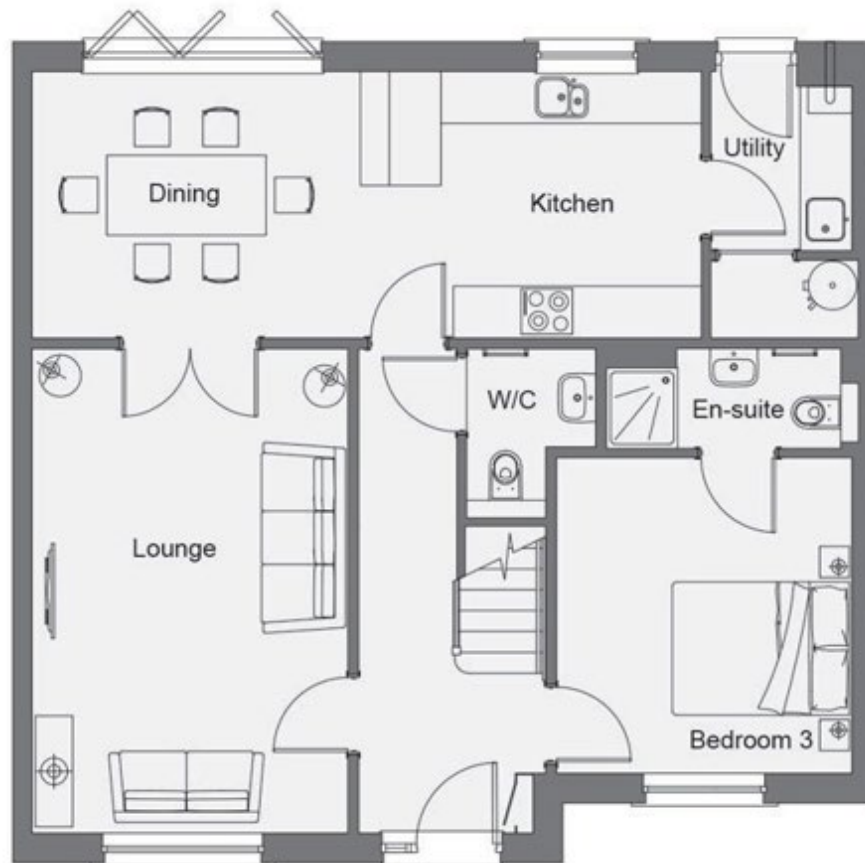 Dining
Kitchen
Utility
W/C
En-suite
Lounge
Bedroom 3